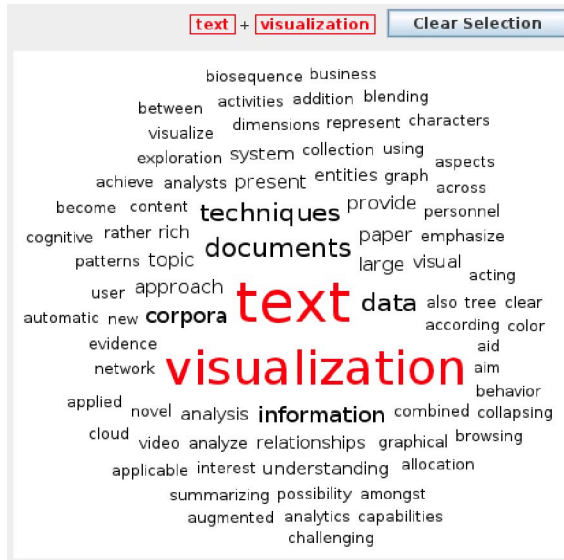 text + visualization Clear Selection
biosequence business
between activities addition blending
visualize dimensions represent characters
exploration system collection using
aspects
achieve analysts present entities graph
across
become content techniques provide personnel
cognitive rather rich documents paper emphasize
patterns topic large visual
acting
user approach text data also tree clear
automatic new corpora according color
evidence aid
network visualization aim
behavior
applied novel analysis information combined collapsing
cloud video analyze relationships graphical browsing
applicable interest understanding allocation
summarizing possibility amongst
augmented analytics capabilities
challenging